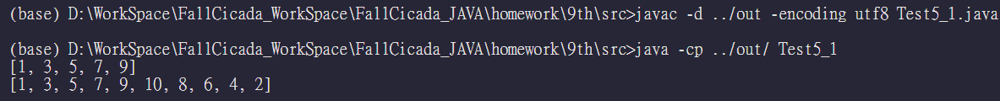 (base) D:\WorkSpace\FallCicada_WorkSpace\FallCicada_JAVA\homework\9th\src>javac -d ../out -encoding utf8 Test5_1.java
(base) D:\WorkSpace\FallCicada_WorkSpace\FallCicada_JAVA\homework\9th\src>java -cp ../out/ Test5_1
[1, 3, 5, 7, 9]
[1, 3, 5, 7, 9, 10, 8, 6, 4, 2]